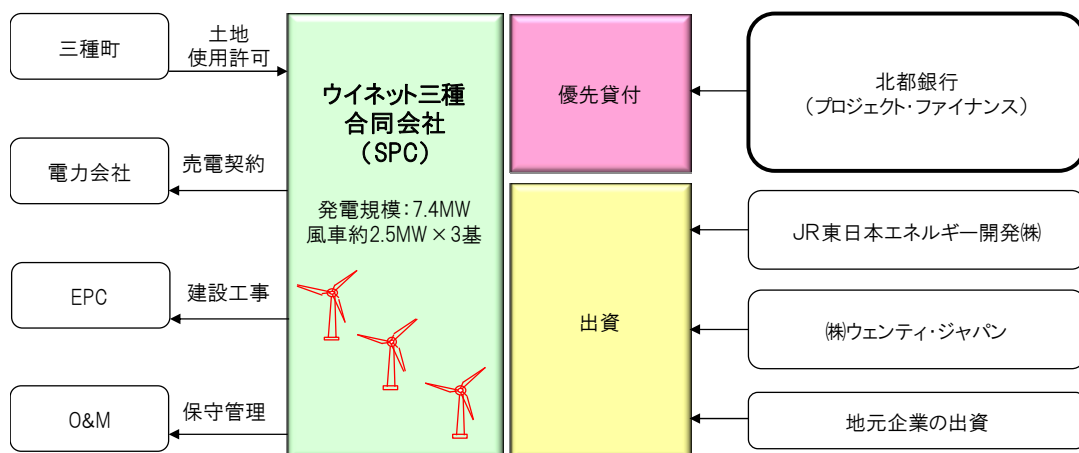 三種町
土地
使用許可
電力会社
売電契約
EPC
建設工事
O&M
保守管理
ウイネット三種
合同会社
（SPC）
発電規模：7.4MW
風車約2.5MW×3基
優先貸付
出資
北都銀行
（プロジェクト・ファイナンス）
JR東日本エネルギー開発㈱
㈱ウェンティ・ジャパン
地元企業の出資